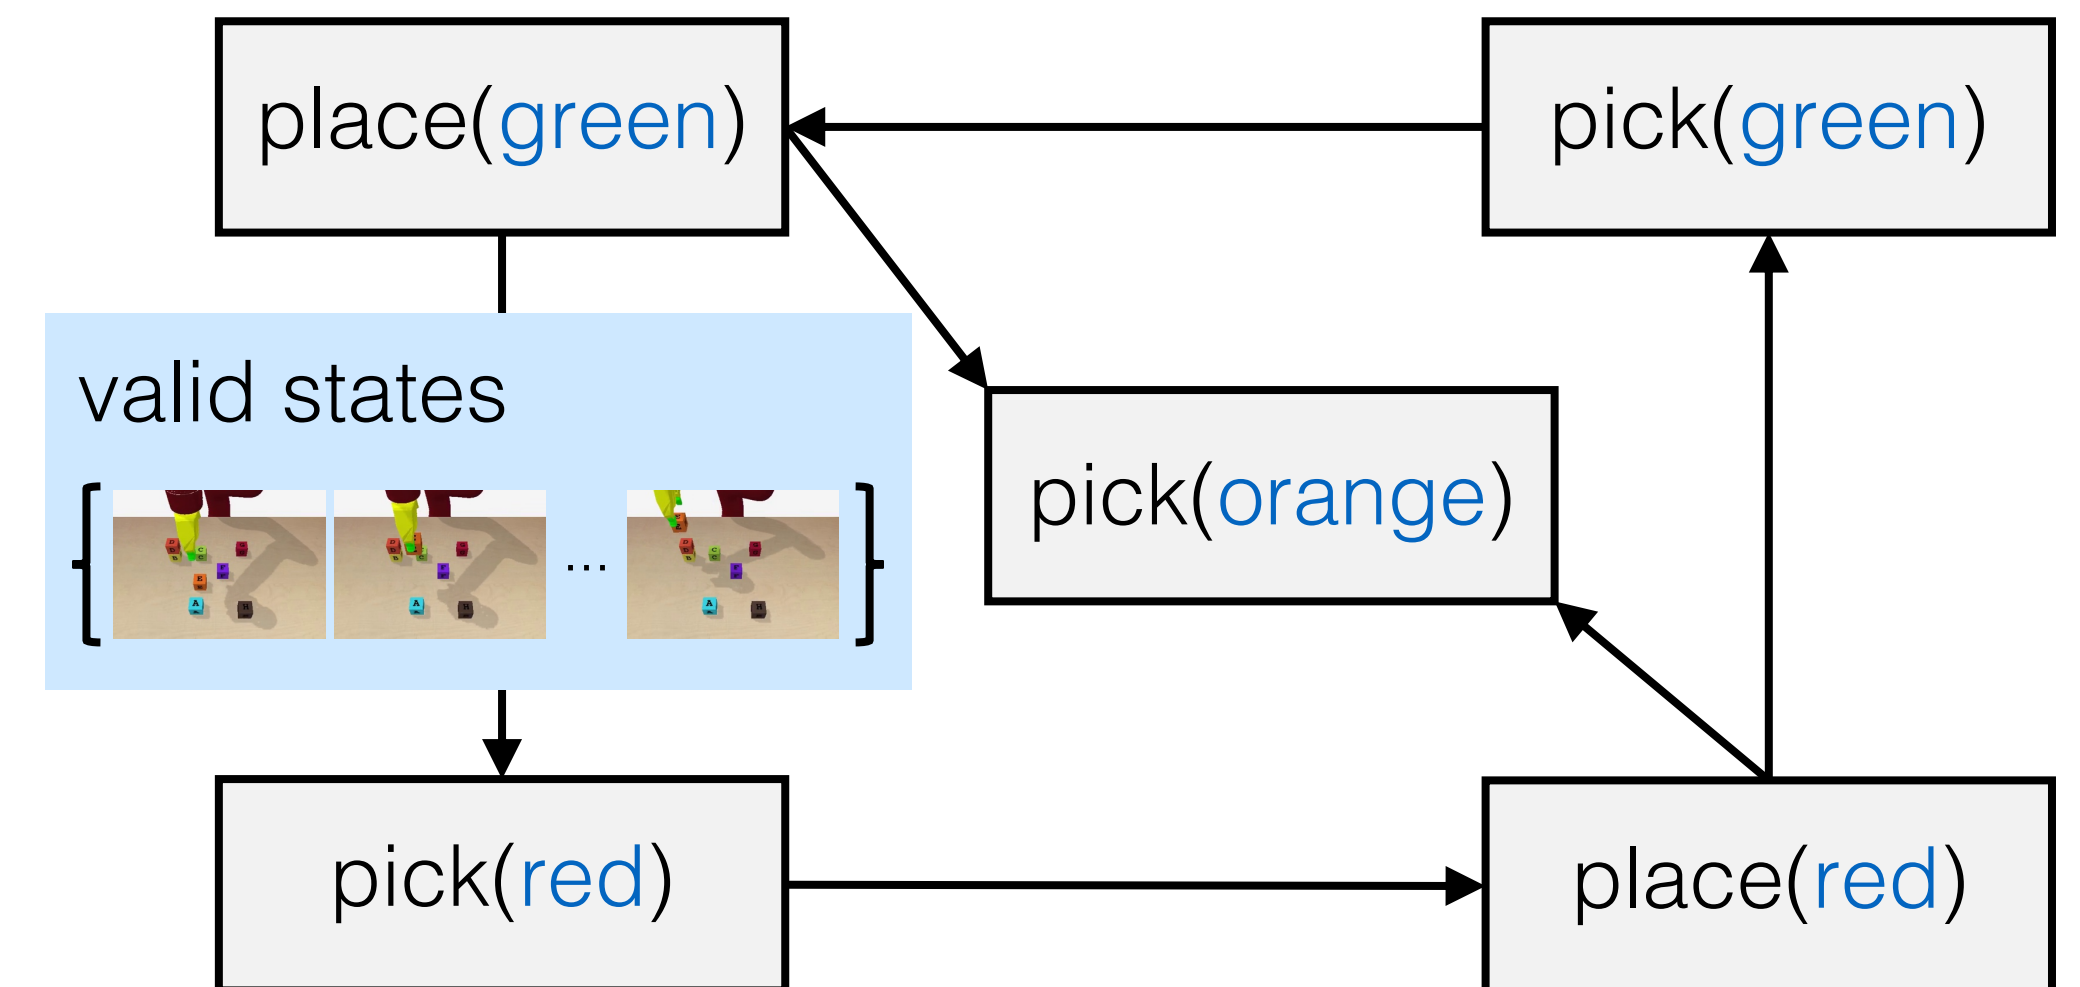 place(green)
pick(green)
valid states
pick(orange)
...
A
H
A
H
A
H
pick(red)
place(red)